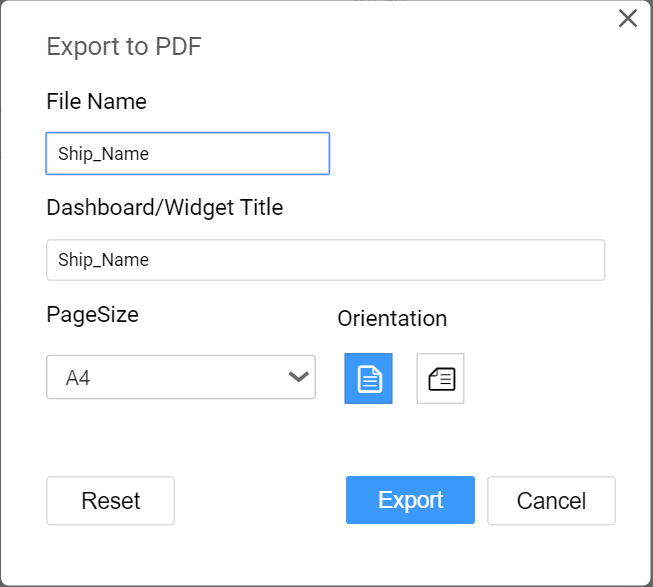 Export to PDF
File Name
Ship_Name
Dashboard/Widget Title
Ship_Name
PageSize
Orientation
A4
Reset
Export
Cancel